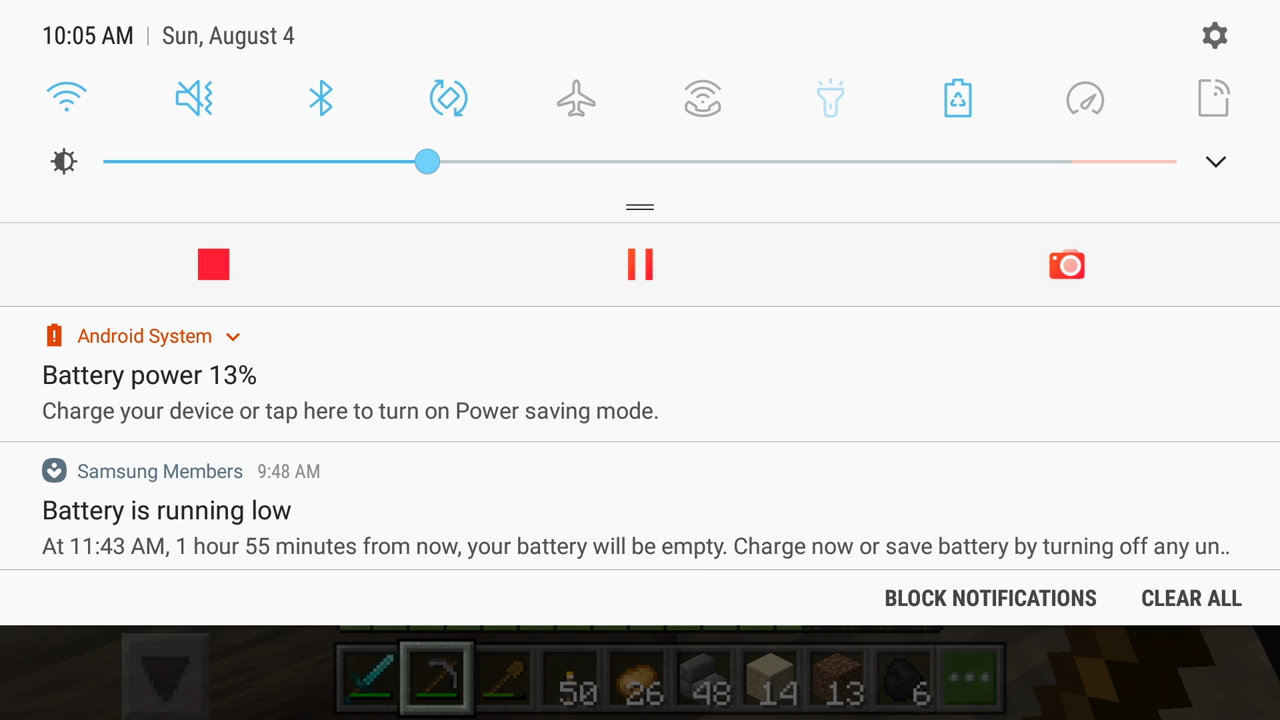 10:05 AM | Sun, August 4
Android System
Battery power 13%
Charge your device or tap here to turn on Power saving mode.
Samsung Members 9:48 AM
Battery is running low
At 11:43 AM, 1 hour 55 minutes from now, your battery will be empty. Charge now or save battery by turning off any un..
BLOCK NOTIFICATIONS CLEAR ALL
50 26 48 14 13 6